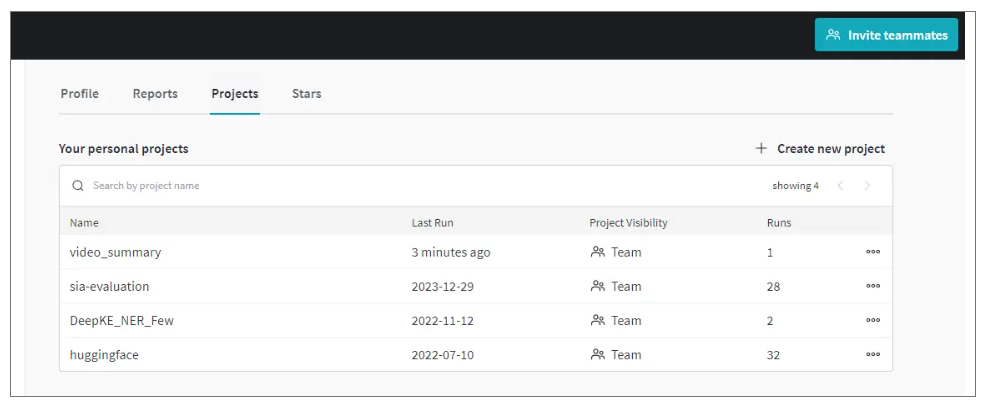 Invite teammates
Profile Reports Projects Stars
Your personal projects + Create new project
Search by project name showing 4
Name Last Run Project Visibility Runs
video_summary 3 minutes ago Team 1
sia-evaluation 2023-12-29 Team 28
DeepKE_NER_Few 2022-11-12 Team 2
huggingface 2022-07-10 Team 32